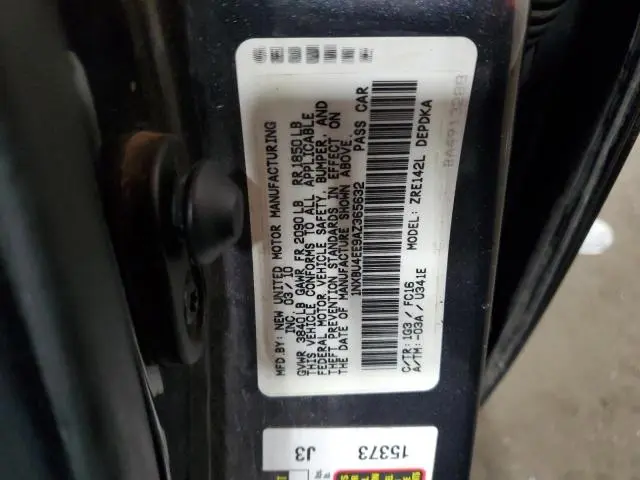 MFD.BY: NEW UNITED MOTOR MANUFACTURING
INC. 03/10
GVWR 3840LB GAWR FR 2090LB RR 1850LB
THIS VEHICLE CONFORMS TO ALL APPLICABLE
FEDERAL MOTOR VEHICLE SAFETY, BUMPER, AND
THEFT PREVENTION STANDARDS IN EFFECT ON
THE DATE OF MANUFACTURE SHOWN ABOVE.
1NXBU4EE9AZ365632 PASS CAR
C/TR: 1G3 / FC16 MODEL: ZRE142L DEPDKA
A/TM: -03A / U341E
15373
J3